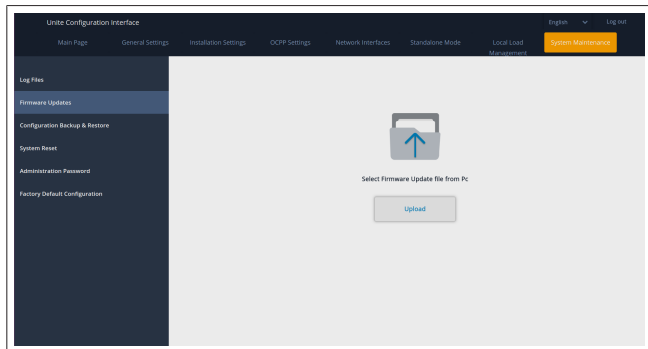 Unite Configuration Interface
English
Log out
Main Page
General Settings
Installation Settings
OCPP Settings
Network Interfaces
Standalone Mode
Local Load
Management
System Maintenance
Log Files
Firmware Updates
Configuration Backup & Restore
System Reset
Administration Password
Factory Default Configuration
Select Firmware Update file from Pc
Upload